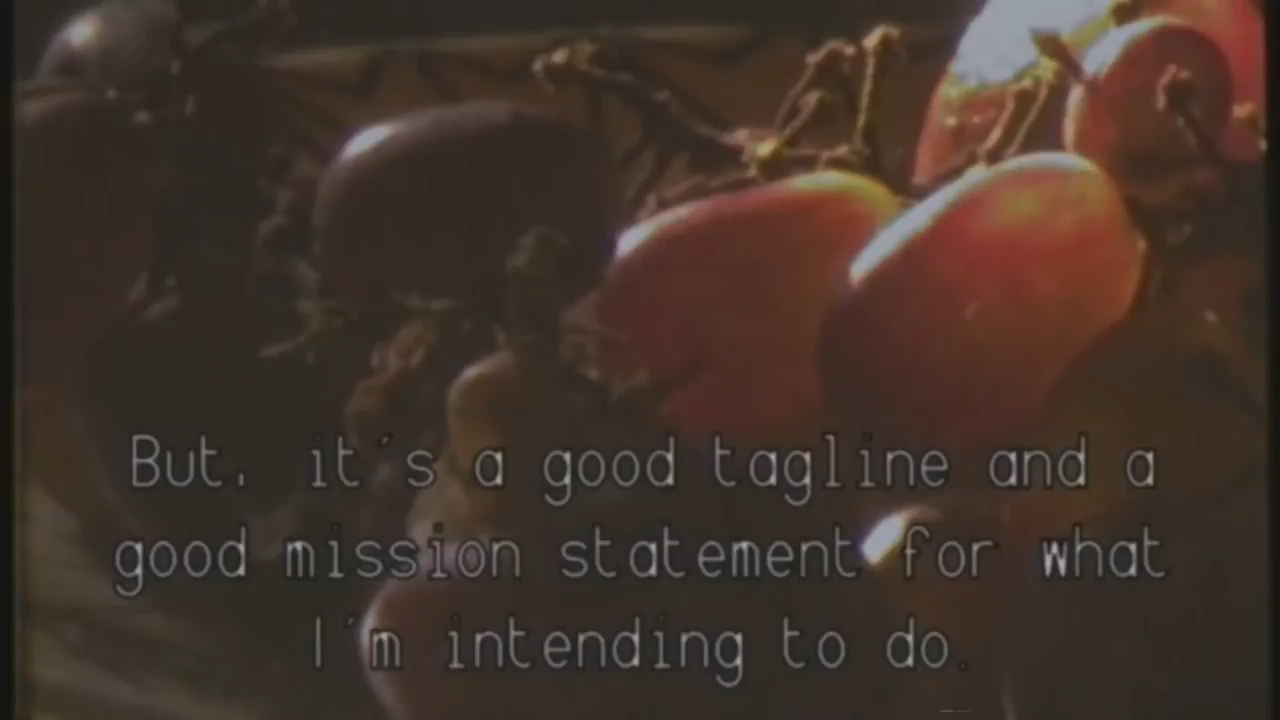 But, it's a good tagline and a
good mission statement for what
I'm intending to do.